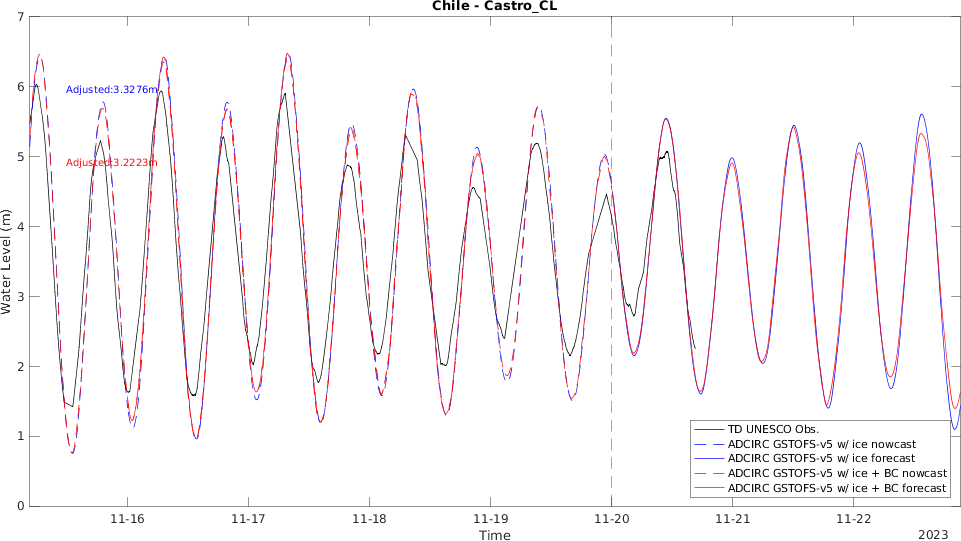 Chile - Castro_CL
7
6
5
4
3
2
1
0
Water Level (m)
Adjusted:3.3276m
Adjusted:3.2223m
TD UNESCO Obs.
ADCIRC GSTOFS-v5 w/ ice nowcast
ADCIRC GSTOFS-v5 w/ ice forecast
ADCIRC GSTOFS-v5 w/ ice + BC nowcast
ADCIRC GSTOFS-v5 w/ ice + BC forecast
11-16
11-17
11-18
11-19
11-20
11-21
11-22
Time
2023